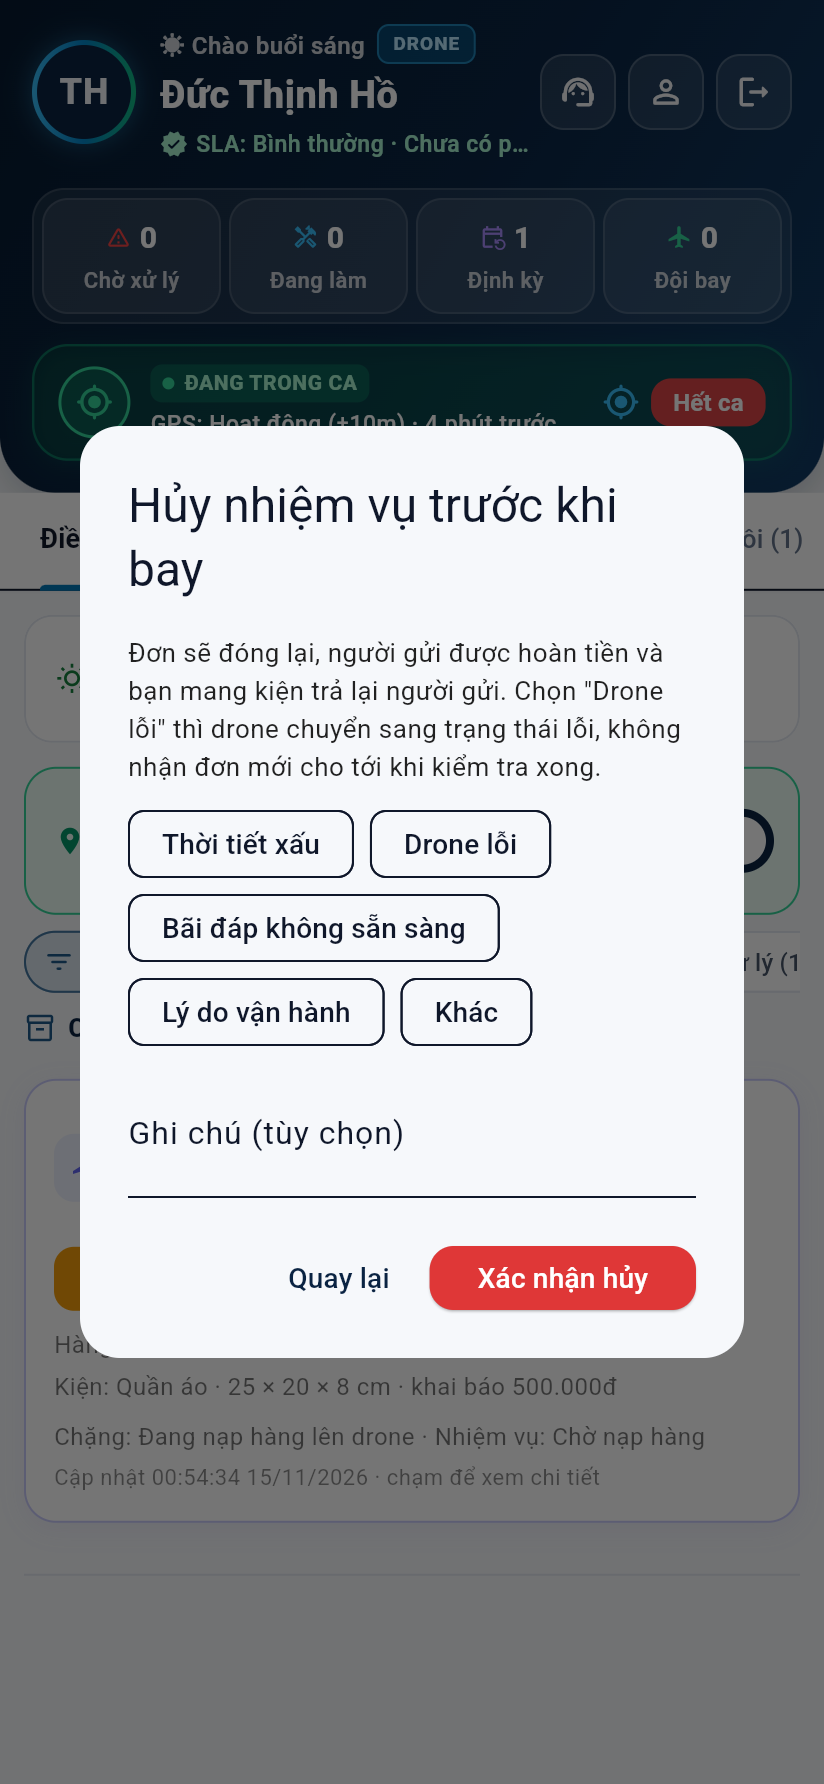 TH
Chào buổi sáng
DRONE
Đức Thịnh Hồ
SLA: Bình thường · Chưa có p...
0
Chờ xử lý
0
Đang làm
1
Định kỳ
0
Đội bay
ĐANG TRONG CA
GPS: Hoạt động (±10m) · 4 phút trước
Hết ca
Hủy nhiệm vụ trước khi
bay
Đơn sẽ đóng lại, người gửi được hoàn tiền và
bạn mang kiện trả lại người gửi. Chọn "Drone
lỗi" thì drone chuyển sang trạng thái lỗi, không
nhận đơn mới cho tới khi kiểm tra xong.
Thời tiết xấu
Drone lỗi
Bãi đáp không sẵn sàng
Lý do vận hành
Khác
Ghi chú (tùy chọn)
Quay lại
Xác nhận hủy
Kiện: Quần áo · 25 × 20 × 8 cm · khai báo 500.000đ
Chặng: Đang nạp hàng lên drone · Nhiệm vụ: Chờ nạp hàng
Cập nhật 00:54:34 15/11/2026 · chạm để xem chi tiết